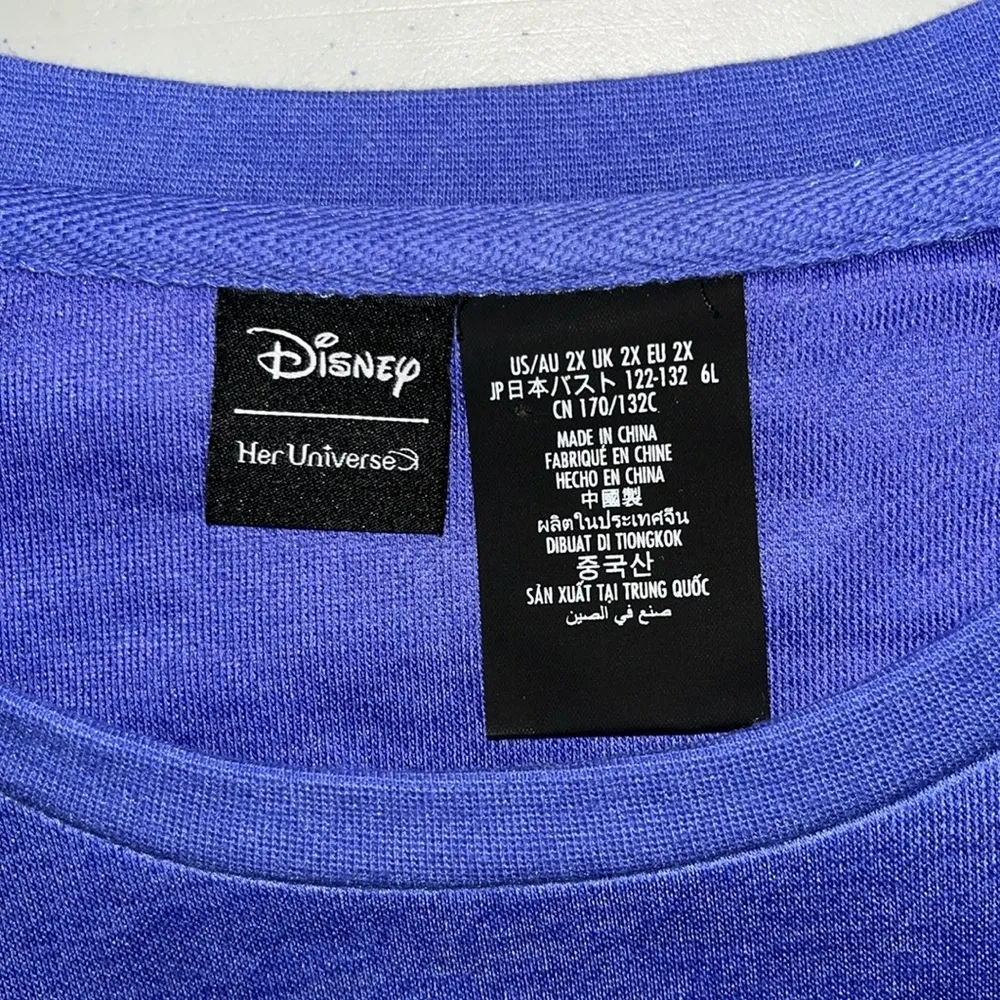 Disney
Her Universe
US/AU 2X UK 2X EU 2X
JP日本バスト 122-132 6L
CN 170/132C
MADE IN CHINA
FABRIQUÉ EN CHINE
HECHO EN CHINA
中國製
ผลิตในประเทศจีน
DIBUAT DI TIONGKOK
중국산
SẢN XUẤT TẠI TRUNG QUỐC
صنع في الصين